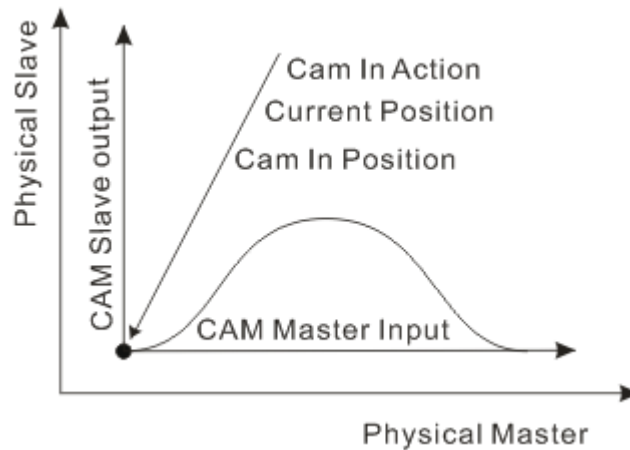 Physical Slave
CAM Slave output
Cam In Action
Current Position
Cam In Position
CAM Master Input
Physical Master